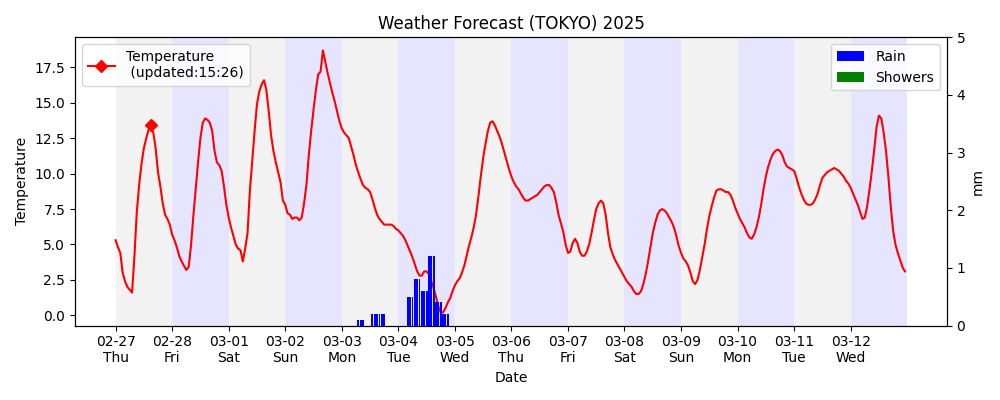 Weather Forecast (TOKYO) 2025
Temperature
(updated:15:26)
Rain
Showers
17.5
15.0
12.5
10.0
7.5
5.0
2.5
0.0
Temperature
5
4
3
2
1
0
mm
02-27 02-28 03-01 03-02 03-03 03-04 03-05 03-06 03-07 03-08 03-09 03-10 03-11 03-12
Thu Fri Sat Sun Mon Tue Wed Thu Fri Sat Sun Mon Tue Wed
Date